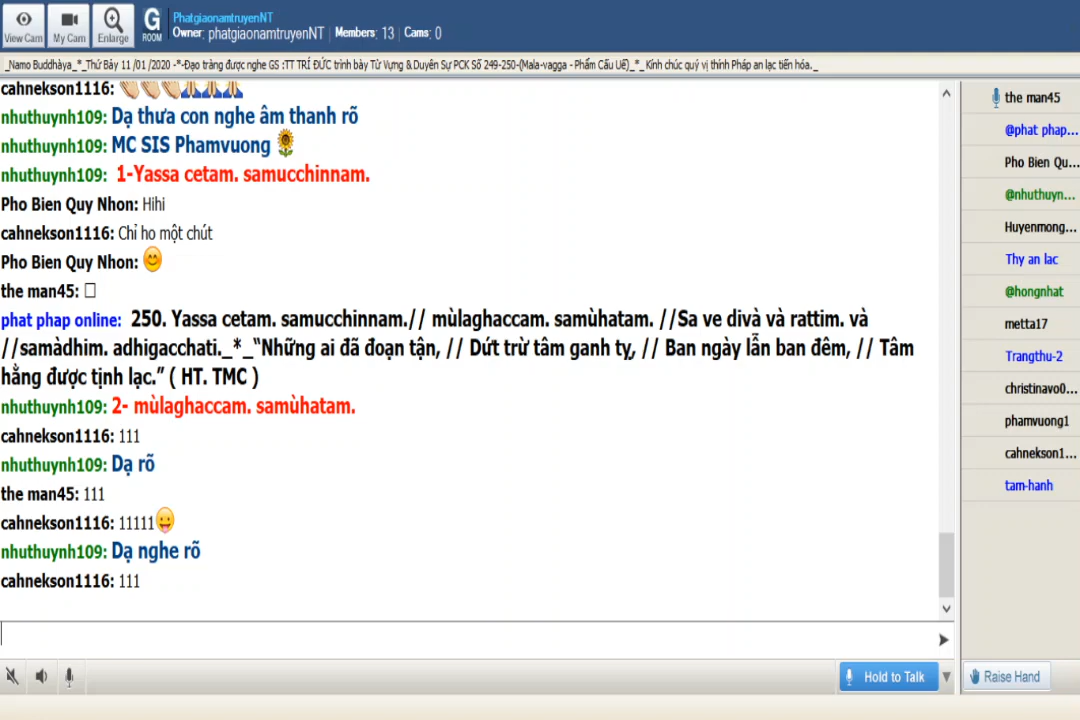 View Cam
My Cam
Enlarge
G
ROOM
PhatgiaonamtruyenNT
Owner: phatgiaonamtruyenNT | Members: 13 | Cams: 0
_Namo Buddhàya_*_Thứ Bảy 11 /01 /2020 -*-Đạo tràng được nghe GS :TT TRÍ ĐỨC trình bày Từ Vựng &Duyên Sự PCK Số 249-250-(Mala-vagga - Phẩm Cấu Uế)_*_ Kính chúc quý vị thính Pháp an lạc tiến hóa._
cahnekson1116: 👏👏👏🙏🙏🙏
nhuthuynh109: Dạ thưa con nghe âm thanh rõ
nhuthuynh109: MC SIS Phamvuong 🌻
nhuthuynh109: 1-Yassa cetam. samucchinnam.
Pho Bien Quy Nhon: Hihi
cahnekson1116: Chỉ ho một chút
Pho Bien Quy Nhon: 😊
the man45: □
phat phap online: 250. Yassa cetam. samucchinnam.// mùlaghaccam. samùhatam. //Sa ve divà và rattim. và
//samàdhim. adhigacchati._*_“Những ai đã đoạn tận, // Dứt trừ tâm ganh tỵ, // Ban ngày lẫn ban đêm, // Tâm
hằng được tịnh lạc.” ( HT. TMC )
nhuthuynh109: 2- mùlaghaccam. samùhatam.
cahnekson1116: 111
nhuthuynh109: Dạ rõ
the man45: 111
cahnekson1116: 11111😛
nhuthuynh109: Dạ nghe rõ
cahnekson1116: 111
the man45
@phat phap...
Pho Bien Qu...
@nhuthuyn...
Huyenmong...
Thy an lac
@hongnhat
metta17
Trangthu-2
christinavo0...
phamvuong1
cahnekson1...
tam-hanh
Hold to Talk
Raise Hand